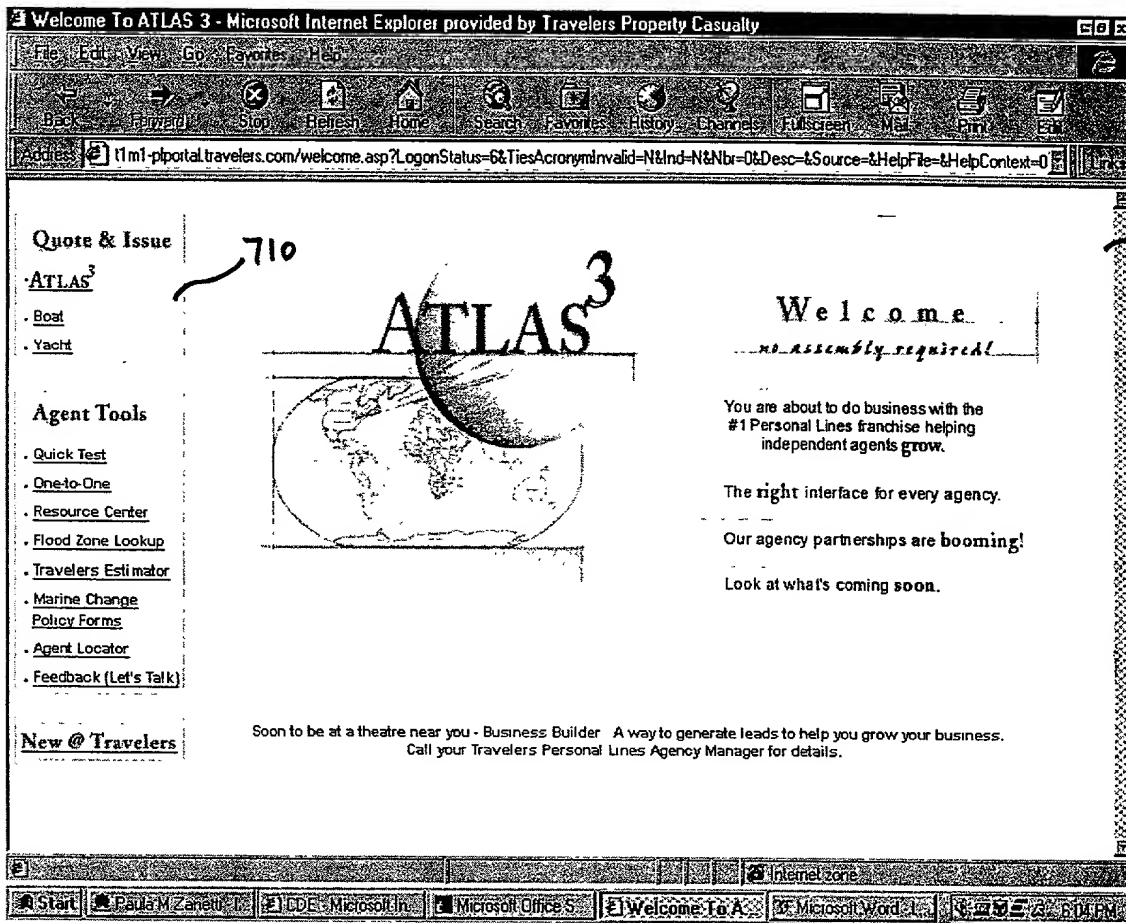 Welcome To ATLAS 3 - Microsoft Internet Explorer provided by Travelers Property Casualty
File Edit View Go Favorites Help
Back Forward Stop Refresh Home Search Favorites History Channels Fullscreen Mail Print Edit
Address t1m1-plportal.travelers.com/welcome.asp?LogonStatus=6&TiesAcronymInvalid=N&Ind=N&Nbr=0&Desc=&Source=&HelpFile=&HelpContext=0 Links
Quote & Issue
710
·ATLAS3
. Boat
. Yacht
ATLAS3
Welcome
no assembly required!
Agent Tools
. Quick Test
. One-to-One
. Resource Center
. Flood Zone Lookup
. Travelers Estimator
. Marine Change
Policy Forms
. Agent Locator
. Feedback (Let's Talk)
New @ Travelers
You are about to do business with the
#1 Personal Lines franchise helping
independent agents grow.
The right interface for every agency.
Our agency partnerships are booming!
Look at what's coming soon.
Soon to be at a theatre near you - Business Builder A way to generate leads to help you grow your business.
Call your Travelers Personal Lines Agency Manager for details.
Internet zone
Start Paula M Zanetti CDE - Microsoft In... Microsoft Office S... Welcome To A... Microsoft Word PM